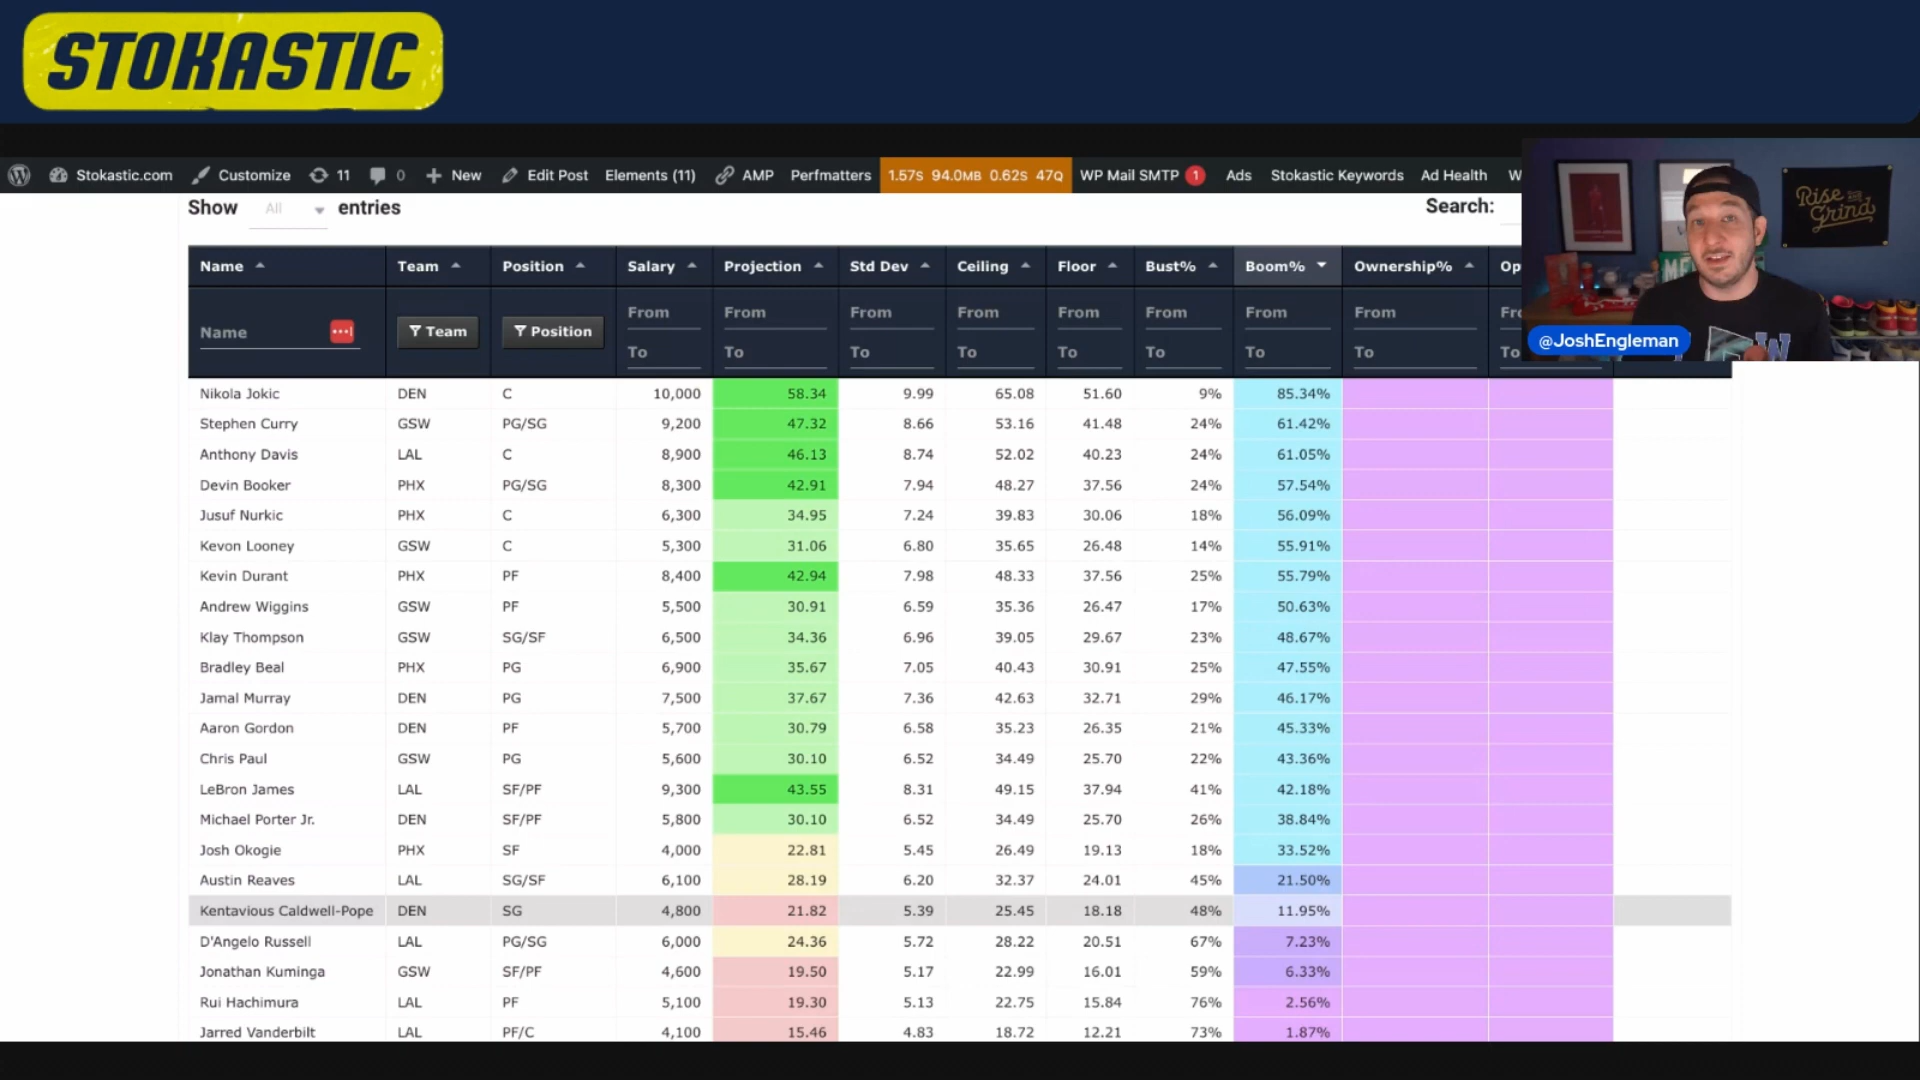 STOKASTIC
Stokastic.com Customize 11 0 New Edit Post Elements (11) AMP Perfmatters 1.57S 94.0MB 0.62S 47Q WP Mail SMTP 1 Ads Stokastic Keywords Ad Health W
Rise Grind
Show All entries Search:
Name Team Position Salary Projection Std Dev Ceiling Floor Bust% Boom% Ownership% Op
From From From From From From From From
Name Team Position
To To To To To To To To
@JoshEngleman
Nikola Jokic DEN C 10,000 58.34 9.99 65.08 51.60 9% 85.34%
Stephen Curry GSW PG/SG 9,200 47.32 8.66 53.16 41.48 24% 61.42%
Anthony Davis LAL C 8,900 46.13 8.74 52.02 40.23 24% 61.05%
Devin Booker PHX PG/SG 8,300 42.91 7.94 48.27 37.56 24% 57.54%
Jusuf Nurkic PHX C 6,300 34.95 7.24 39.83 30.06 18% 56.09%
Kevon Looney GSW C 5,300 31.06 6.80 35.65 26.48 14% 55.91%
Kevin Durant PHX PF 8,400 42.94 7.98 48.33 37.56 25% 55.79%
Andrew Wiggins GSW PF 5,500 30.91 6.59 35.36 26.47 17% 50.63%
Klay Thompson GSW SG/SF 6,500 34.36 6.96 39.05 29.67 23% 48.67%
Bradley Beal PHX PG 6,900 35.67 7.05 40.43 30.91 25% 47.55%
Jamal Murray DEN PG 7,500 37.67 7.36 42.63 32.71 29% 46.17%
Aaron Gordon DEN PF 5,700 30.79 6.58 35.23 26.35 21% 45.33%
Chris Paul GSW PG 5,600 30.10 6.52 34.49 25.70 22% 43.36%
LeBron James LAL SF/PF 9,300 43.55 8.31 49.15 37.94 41% 42.18%
Michael Porter Jr. DEN SF/PF 5,800 30.10 6.52 34.49 25.70 26% 38.84%
Josh Okogie PHX SF 4,000 22.81 5.45 26.49 19.13 18% 33.52%
Austin Reaves LAL SG/SF 6,100 28.19 6.20 32.37 24.01 45% 21.50%
Kentavious Caldwell-Pope DEN SG 4,800 21.82 5.39 25.45 18.18 48% 11.95%
D'Angelo Russell LAL PG/SG 6,000 24.36 5.72 28.22 20.51 67% 7.23%
Jonathan Kuminga GSW SF/PF 4,600 19.50 5.17 22.99 16.01 59% 6.33%
Rui Hachimura LAL PF 5,100 19.30 5.13 22.75 15.84 76% 2.56%
Jarred Vanderbilt LAL PF/C 4,100 15.46 4.83 18.72 12.21 73% 1.87%